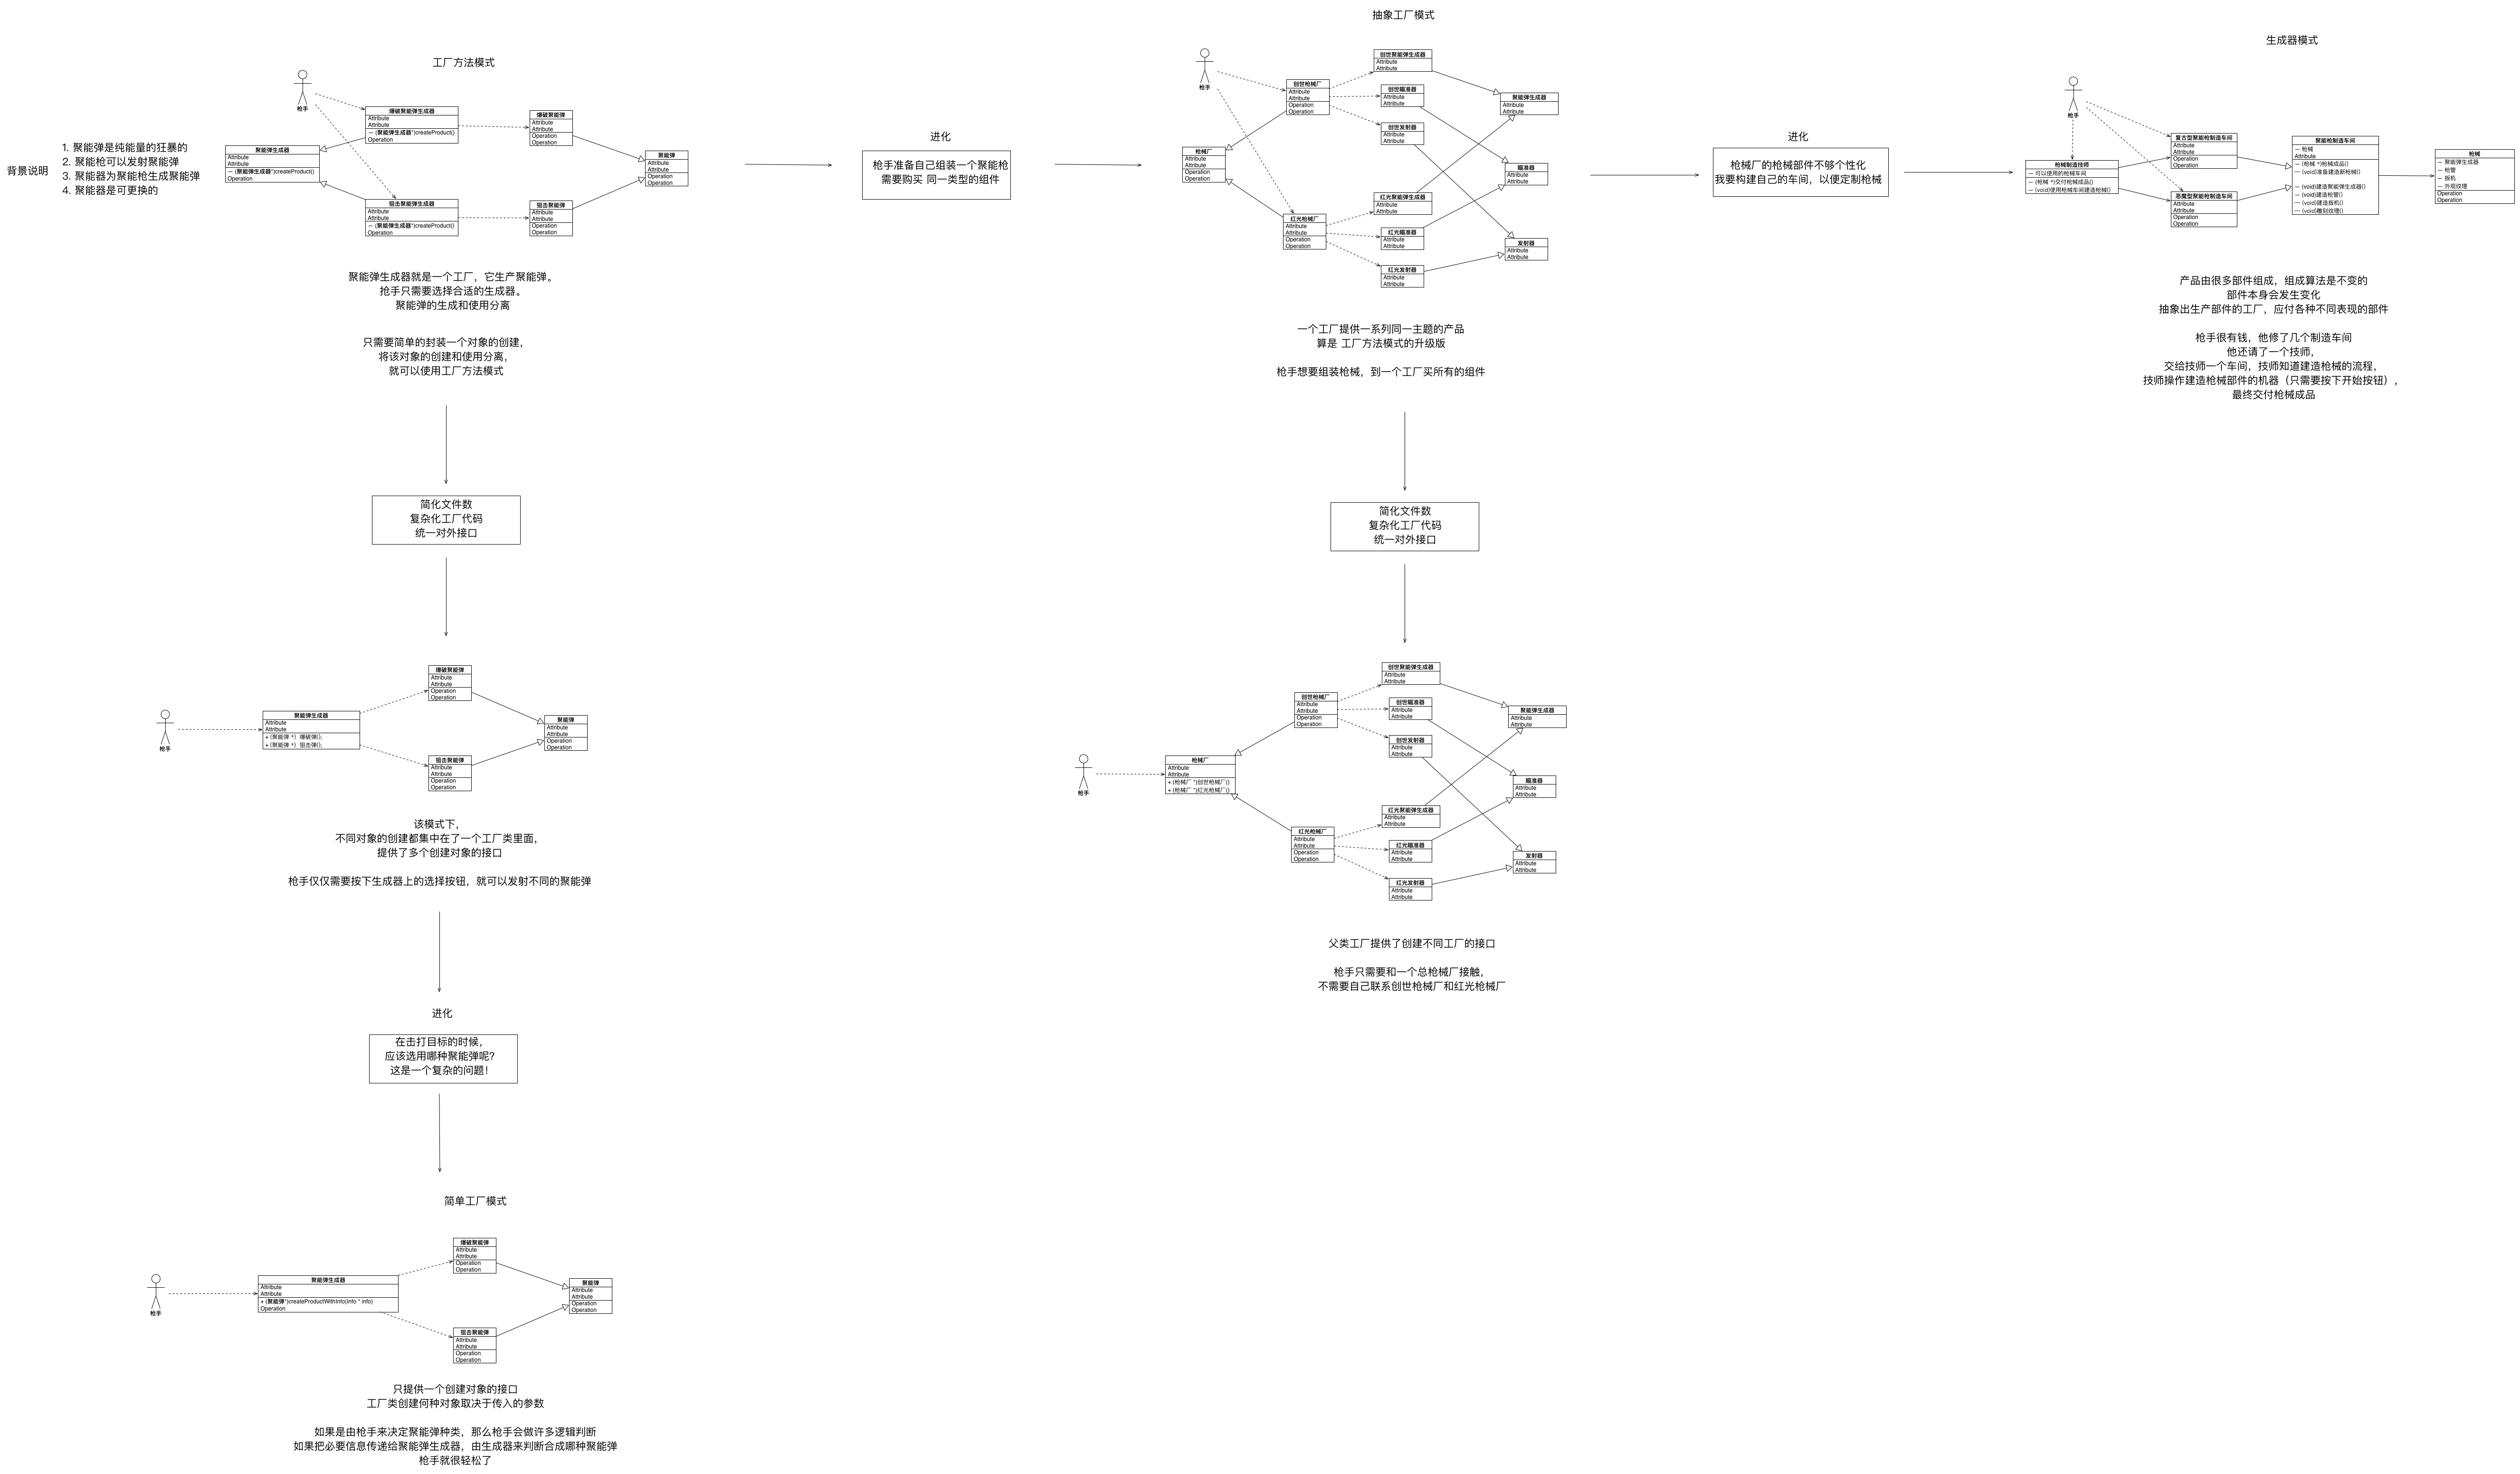 背景说明
1. 聚能弹是纯能量的狂暴的
2. 聚能枪可以发射聚能弹
3. 聚能器为聚能枪生成聚能弹
4. 聚能器是可更换的
工厂方法模式
枪手
爆破聚能弹生成器
Attribute
Attribute
— (聚能弹生成器*)createProduct()
Operation
聚能弹生成器
Attribute
Attribute
— (聚能弹生成器*)createProduct()
Operation
狙击聚能弹生成器
Attribute
Attribute
— (聚能弹生成器*)createProduct()
Operation
爆破聚能弹
Attribute
Attribute
Operation
Operation
狙击聚能弹
Attribute
Attribute
Operation
Operation
聚能弹
Attribute
Attribute
Operation
Operation
聚能弹生成器就是一个工厂，它生产聚能弹。
抢手只需要选择合适的生成器。
聚能弹的生成和使用分离
只需要简单的封装一个对象的创建，
将该对象的创建和使用分离，
就可以使用工厂方法模式
进化
枪手准备自己组装一个聚能枪
需要购买 同一类型的组件
抽象工厂模式
枪手
创世枪械厂
Attribute
Attribute
Operation
Operation
枪械厂
Attribute
Attribute
Operation
Operation
红光枪械厂
Attribute
Attribute
Operation
Operation
创世聚能弹生成器
Attribute
Attribute
创世瞄准器
Attribute
Attribute
创世发射器
Attribute
Attribute
红光聚能弹生成器
Attribute
Attribute
红光瞄准器
Attribute
Attribute
红光发射器
Attribute
Attribute
聚能弹生成器
Attribute
Attribute
瞄准器
Attribute
Attribute
发射器
Attribute
Attribute
一个工厂提供一系列同一主题的产品
算是 工厂方法模式的升级版
枪手想要组装枪械，到一个工厂买所有的组件
进化
枪械厂的枪械部件不够个性化
我要构建自己的车间，以便定制枪械
生成器模式
枪手
枪械制造技师
— 可以使用的枪械车间
— (枪械 *)交付枪械成品()
— (void)使用枪械车间建造枪械()
复古型聚能枪制造车间
Attribute
Attribute
Operation
Operation
恶魔型聚能枪制造车间
Attribute
Attribute
Operation
Operation
聚能枪制造车间
— 枪械
Attribute
— (枪械 *)枪械成品()
— (void)准备建造新枪械()
— (void)建造聚能弹生成器()
— (void)建造枪管()
— (void)建造扳机()
— (void)雕刻纹理()
枪械
— 聚能弹生成器
— 枪管
— 扳机
— 外观纹理
Operation
Operation
产品由很多部件组成，组成算法是不变的
部件本身会发生变化
抽象出生产部件的工厂，应付各种不同表现的部件
枪手很有钱，他修了几个制造车间
他还请了一个技师，
交给技师一个车间，技师知道建造枪械的流程，
技师操作建造枪械部件的机器（只需要按下开始按钮），
最终交付枪械成品
简化文件数
复杂化工厂代码
统一对外接口
枪手
聚能弹生成器
Attribute
Attribute
+ (聚能弹 *）爆破弹();
+ (聚能弹 *）狙击弹();
爆破聚能弹
Attribute
Attribute
Operation
Operation
狙击聚能弹
Attribute
Attribute
Operation
Operation
聚能弹
Attribute
Attribute
Operation
Operation
该模式下，
不同对象的创建都集中在了一个工厂类里面，
提供了多个创建对象的接口
枪手仅仅需要按下生成器上的选择按钮，就可以发射不同的聚能弹
简化文件数
复杂化工厂代码
统一对外接口
枪手
枪械厂
Attribute
Attribute
+ (枪械厂 *)创世枪械厂()
+ (枪械厂 *)红光枪械厂()
创世枪械厂
Attribute
Attribute
Operation
Operation
红光枪械厂
Attribute
Attribute
Operation
Operation
创世聚能弹生成器
Attribute
Attribute
创世瞄准器
Attribute
Attribute
创世发射器
Attribute
Attribute
红光聚能弹生成器
Attribute
Attribute
红光瞄准器
Attribute
Attribute
红光发射器
Attribute
Attribute
聚能弹生成器
Attribute
Attribute
瞄准器
Attribute
Attribute
发射器
Attribute
Attribute
父类工厂提供了创建不同工厂的接口
枪手只需要和一个总枪械厂接触，
不需要自己联系创世枪械厂和红光枪械厂
进化
在击打目标的时候，
应该选用哪种聚能弹呢？
这是一个复杂的问题！
简单工厂模式
枪手
聚能弹生成器
Attribute
Attribute
+ (聚能弹*)createProductWithInfo(Info * info)
Operation
爆破聚能弹
Attribute
Attribute
Operation
Operation
狙击聚能弹
Attribute
Attribute
Operation
Operation
聚能弹
Attribute
Attribute
Operation
Operation
只提供一个创建对象的接口
工厂类创建何种对象取决于传入的参数
如果是由枪手来决定聚能弹种类，那么枪手会做许多逻辑判断
如果把必要信息传递给聚能弹生成器，由生成器来判断合成哪种聚能弹
枪手就很轻松了